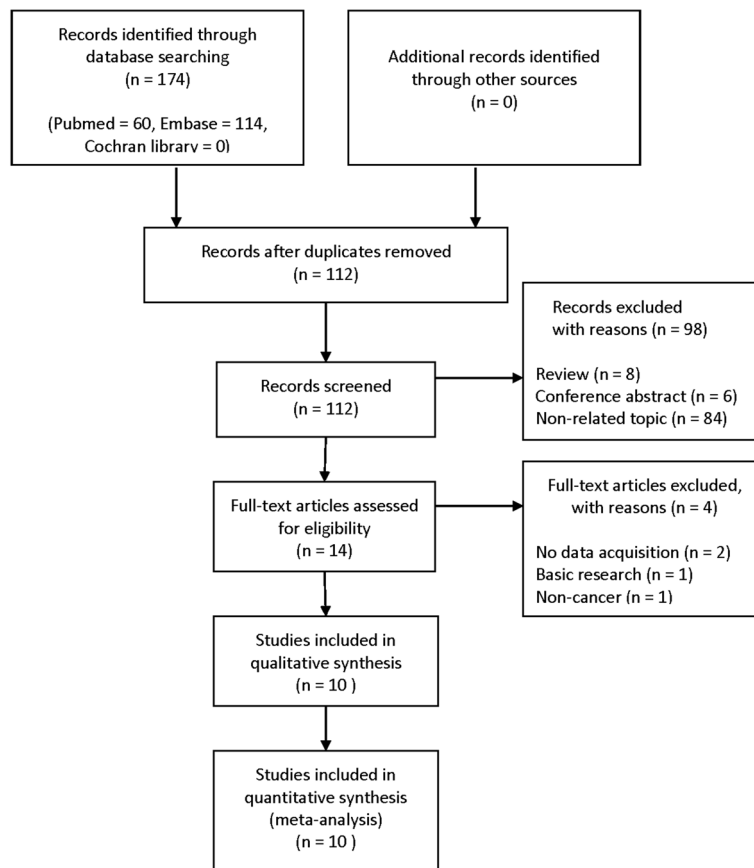 Records identified through
database searching
(n = 174)
(Pubmed = 60, Embase = 114,
Cochran library = 0)
Additional records identified
through other sources
(n = 0)
Records after duplicates removed
(n = 112)
Records screened
(n = 112)
Records excluded
with reasons (n = 98)
Review (n = 8)
Conference abstract (n = 6)
Non-related topic (n = 84)
Full-text articles assessed
for eligibility
(n = 14)
Full-text articles excluded,
with reasons (n = 4)
No data acquisition (n = 2)
Basic research (n = 1)
Non-cancer (n = 1)
Studies included in
qualitative synthesis
(n = 10 )
Studies included in
quantitative synthesis
(meta-analysis)
(n = 10 )